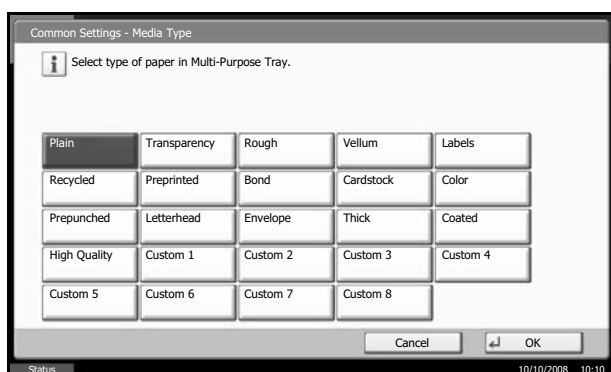 Common Settings - Media Type
Select type of paper in Multi-Purpose Tray.
Plain Transparency Rough Vellum Labels
Recycled Preprinted Bond Cardstock Color
Prepunched Letterhead Envelope Thick Coated
High Quality Custom 1 Custom 2 Custom 3 Custom 4
Custom 5 Custom 6 Custom 7 Custom 8
Cancel OK
Status 10/10/2008 10:10